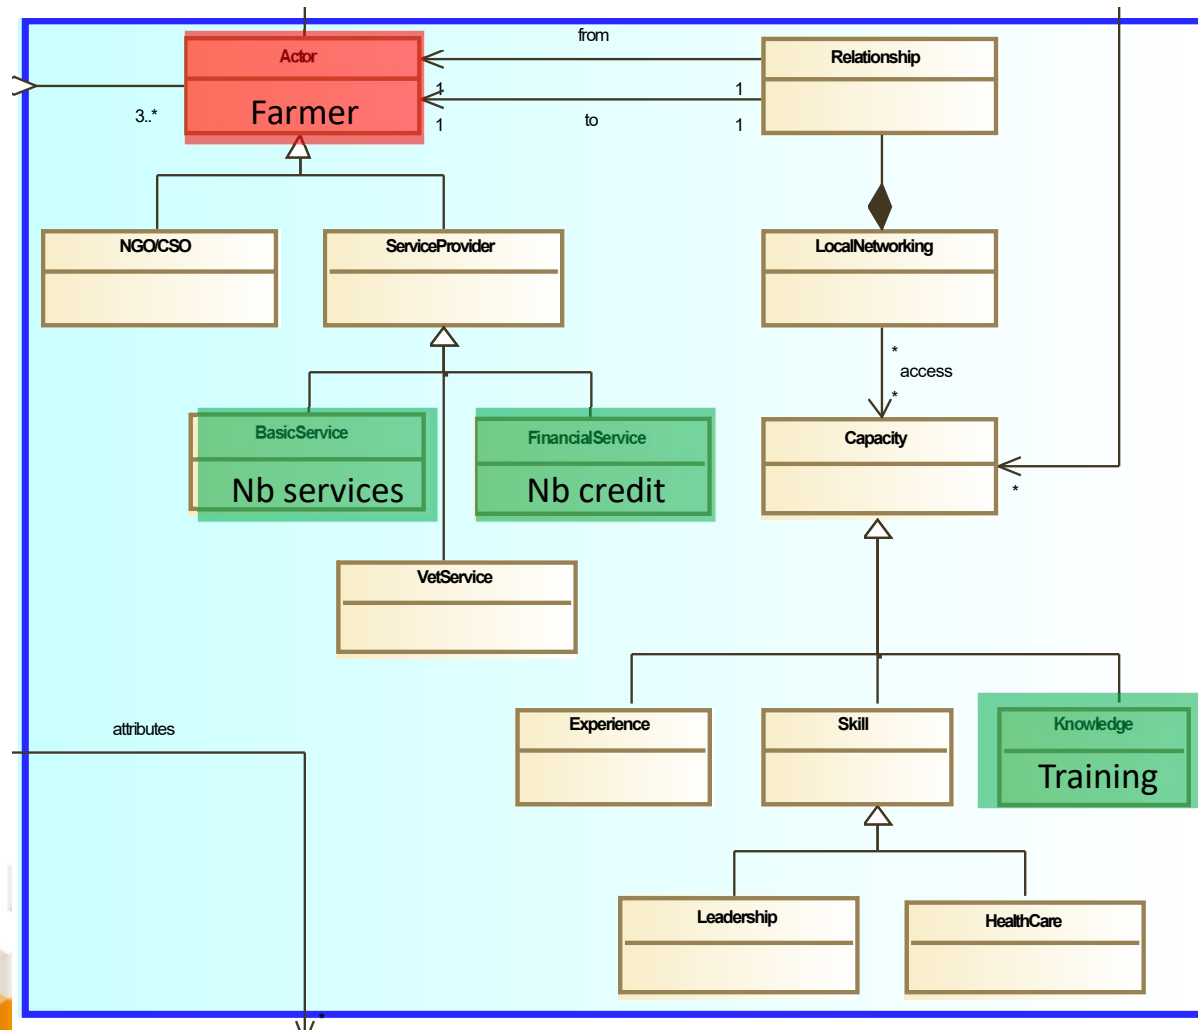 from
Actor
Relationship
1
1
3..*
Farmer
1
to
1
NGO/CSO
ServiceProvider
LocalNetworking
*
access
*
BasicService
FinancialService
Capacity
Nb services
Nb credit
*
VetService
attributes
Experience
Skill
Knowledge
Training
Leadership
HealthCare
*